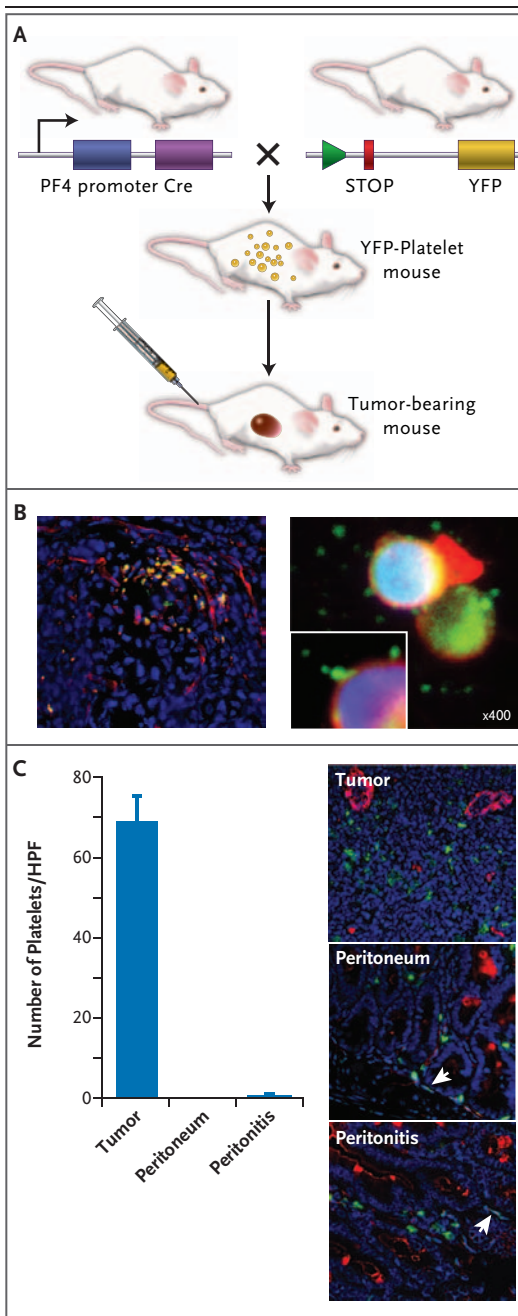 A
PF4 promoter Cre
STOP
YFP
YFP-Platelet
mouse
Tumor-bearing
mouse
B
x400
C
80
60
40
20
0
Number of Platelets/HPF
Tumor
Peritoneum
Peritonitis
Tumor
Peritoneum
Peritonitis